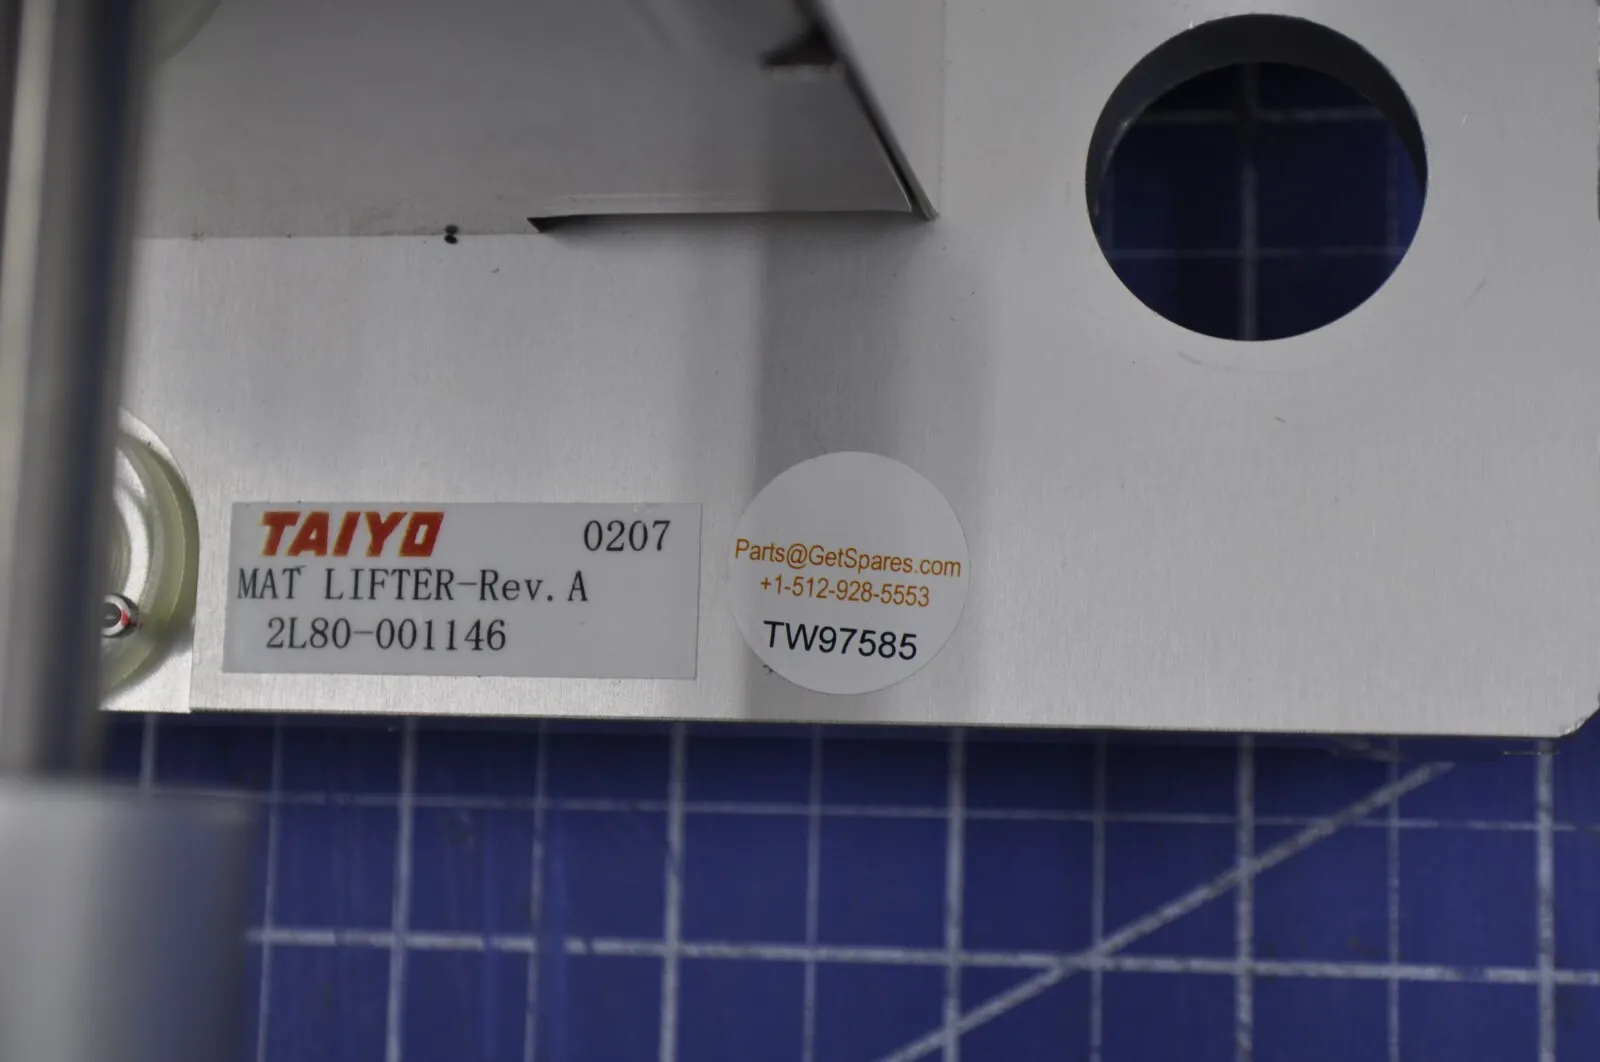 TAIYO 0207
MAT LIFTER-Rev. A
2L80-001146
Parts@GetSpares.com
+1-512-928-5553
TW97585